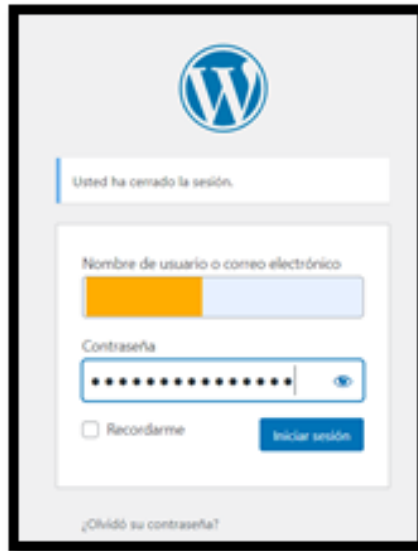 Usted ha cerrado la sesión.
Nombre de usuario o correo electrónico
Contraseña
Recordarme
Iniciar sesión
¿Olvidó su contraseña?